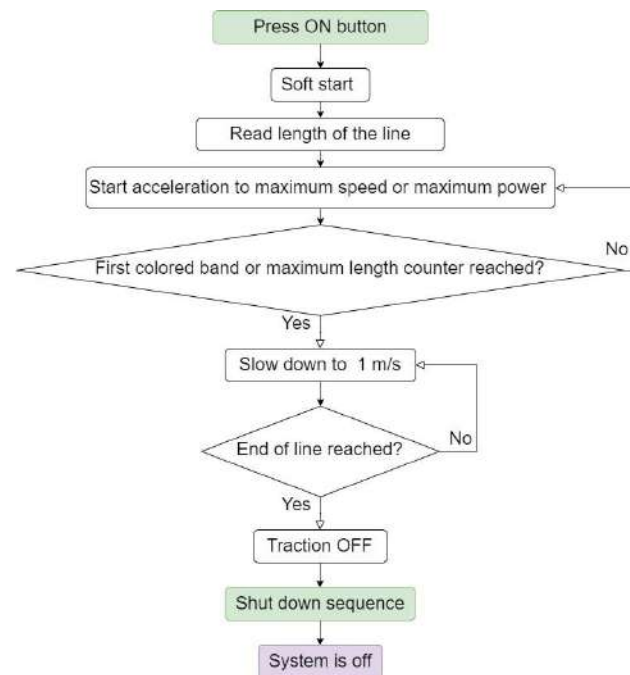 Press ON button
Soft start
Read length of the line
Start acceleration to maximum speed or maximum power
First colored band or maximum length counter reached?
No
Yes
Slow down to 1 m/s
End of line reached?
No
Yes
Traction OFF
Shut down sequence
System is off